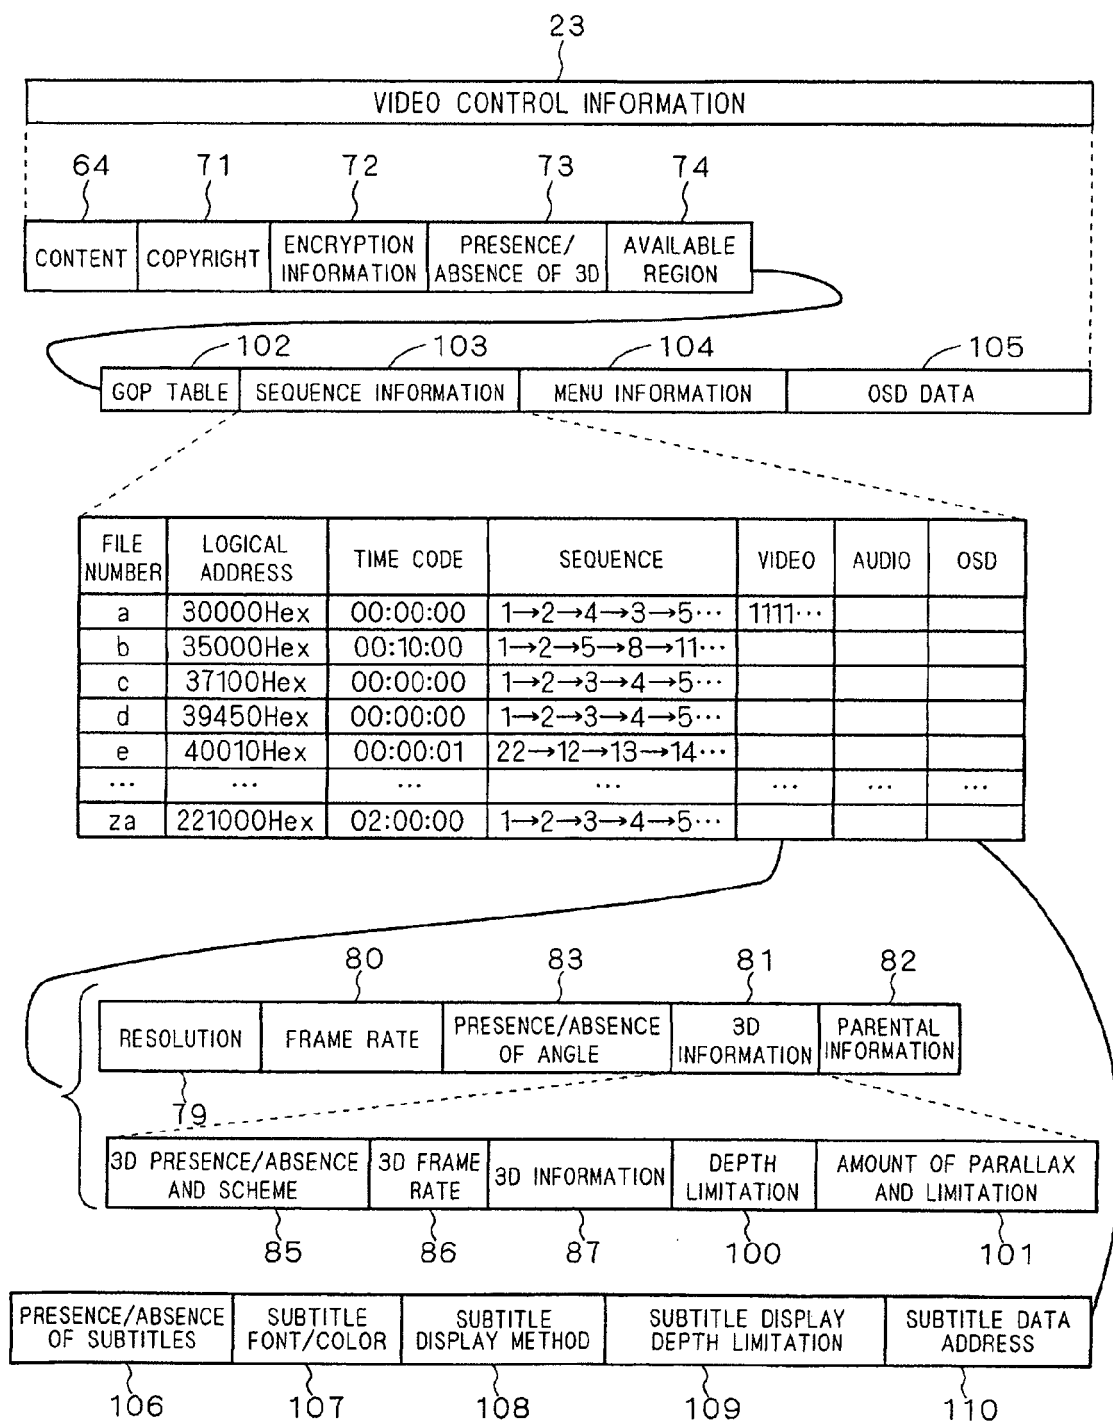 23
VIDEO CONTROL INFORMATION
64 71 72 73 74
CONTENT COPYRIGHT ENCRYPTION INFORMATION PRESENCE/ ABSENCE OF 3D AVAILABLE REGION
102 103 104 105
GOP TABLE SEQUENCE INFORMATION MENU INFORMATION OSD DATA
FILE NUMBER LOGICAL ADDRESS TIME CODE SEQUENCE VIDEO AUDIO OSD
a 30000Hex 00:00:00 1→2→4→3→5··· 1111···
b 35000Hex 00:10:00 1→2→5→8→11···
c 37100Hex 00:00:00 1→2→3→4→5···
d 39450Hex 00:00:00 1→2→3→4→5···
e 40010Hex 00:00:01 22→12→13→14···
··· ··· ··· ··· ··· ··· ···
za 221000Hex 02:00:00 1→2→3→4→5···
80 83 81 82
RESOLUTION FRAME RATE PRESENCE/ABSENCE OF ANGLE 3D INFORMATION PARENTAL INFORMATION
79
3D PRESENCE/ABSENCE AND SCHEME 3D FRAME RATE 3D INFORMATION DEPTH LIMITATION AMOUNT OF PARALLAX AND LIMITATION
85 86 87 100 101
PRESENCE/ABSENCE OF SUBTITLES SUBTITLE FONT/COLOR SUBTITLE DISPLAY METHOD SUBTITLE DISPLAY DEPTH LIMITATION SUBTITLE DATA ADDRESS
106 107 108 109 110